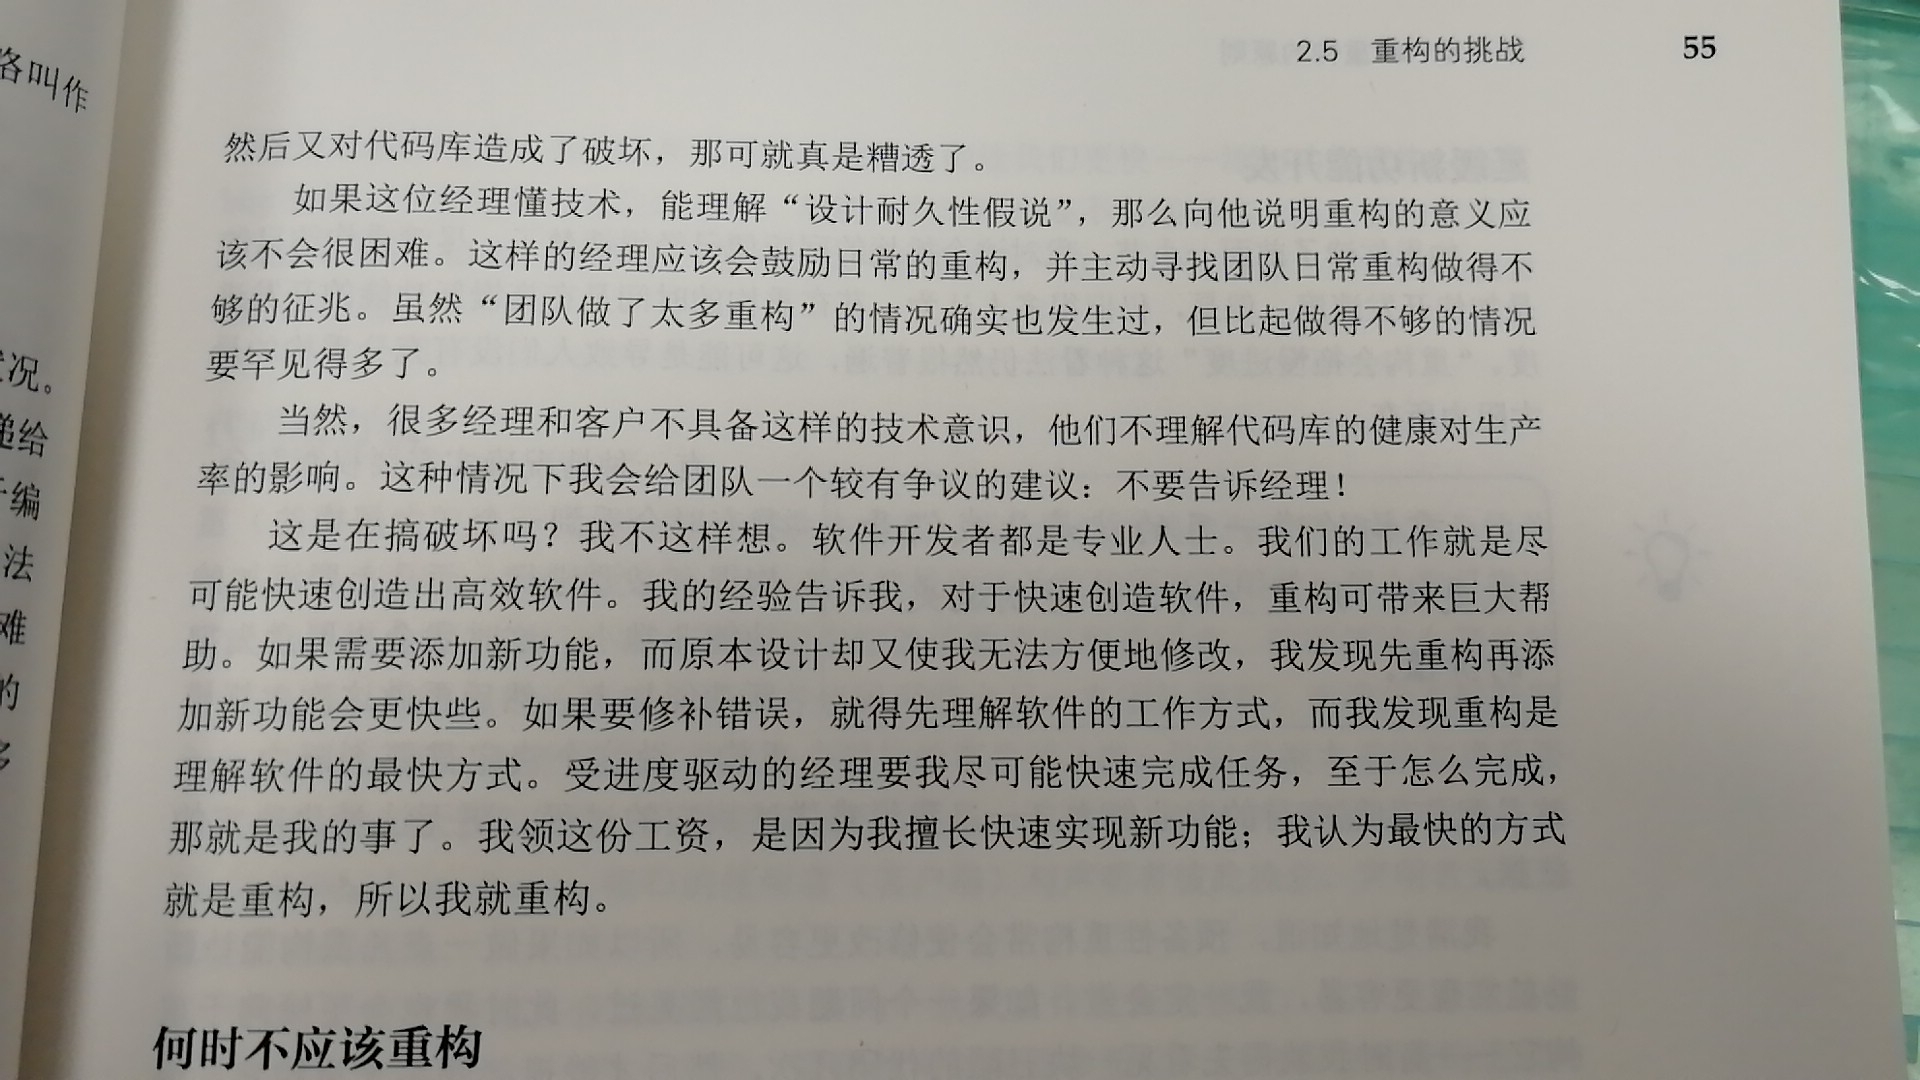 2.5 重构的挑战 55
然后又对代码库造成了破坏，那可就真是糟透了。
如果这位经理懂技术，能理解“设计耐久性假说”，那么向他说明重构的意义应
该不会很困难。这样的经理应该会鼓励日常的重构，并主动寻找团队日常重构做得不
够的征兆。虽然“团队做了太多重构”的情况确实也发生过，但比起做得不够的情况
要罕见得多了。
当然，很多经理和客户不具备这样的技术意识，他们不理解代码库的健康对生产
率的影响。这种情况下我会给团队一个较有争议的建议：不要告诉经理！
这是在搞破坏吗？我不这样想。软件开发者都是专业人士。我们的工作就是尽
可能快速创造出高效软件。我的经验告诉我，对于快速创造软件，重构可带来巨大帮
助。如果需要添加新功能，而原本设计却又使我无法方便地修改，我发现先重构再添
加新功能会更快些。如果要修补错误，就得先理解软件的工作方式，而我发现重构是
理解软件的最快方式。受进度驱动的经理要我尽可能快速完成任务，至于怎么完成，
那就是我的事了。我领这份工资，是因为我擅长快速实现新功能；我认为最快的方式
就是重构，所以我就重构。
何时不应该重构
叫作
况。
给
编
法
难
的